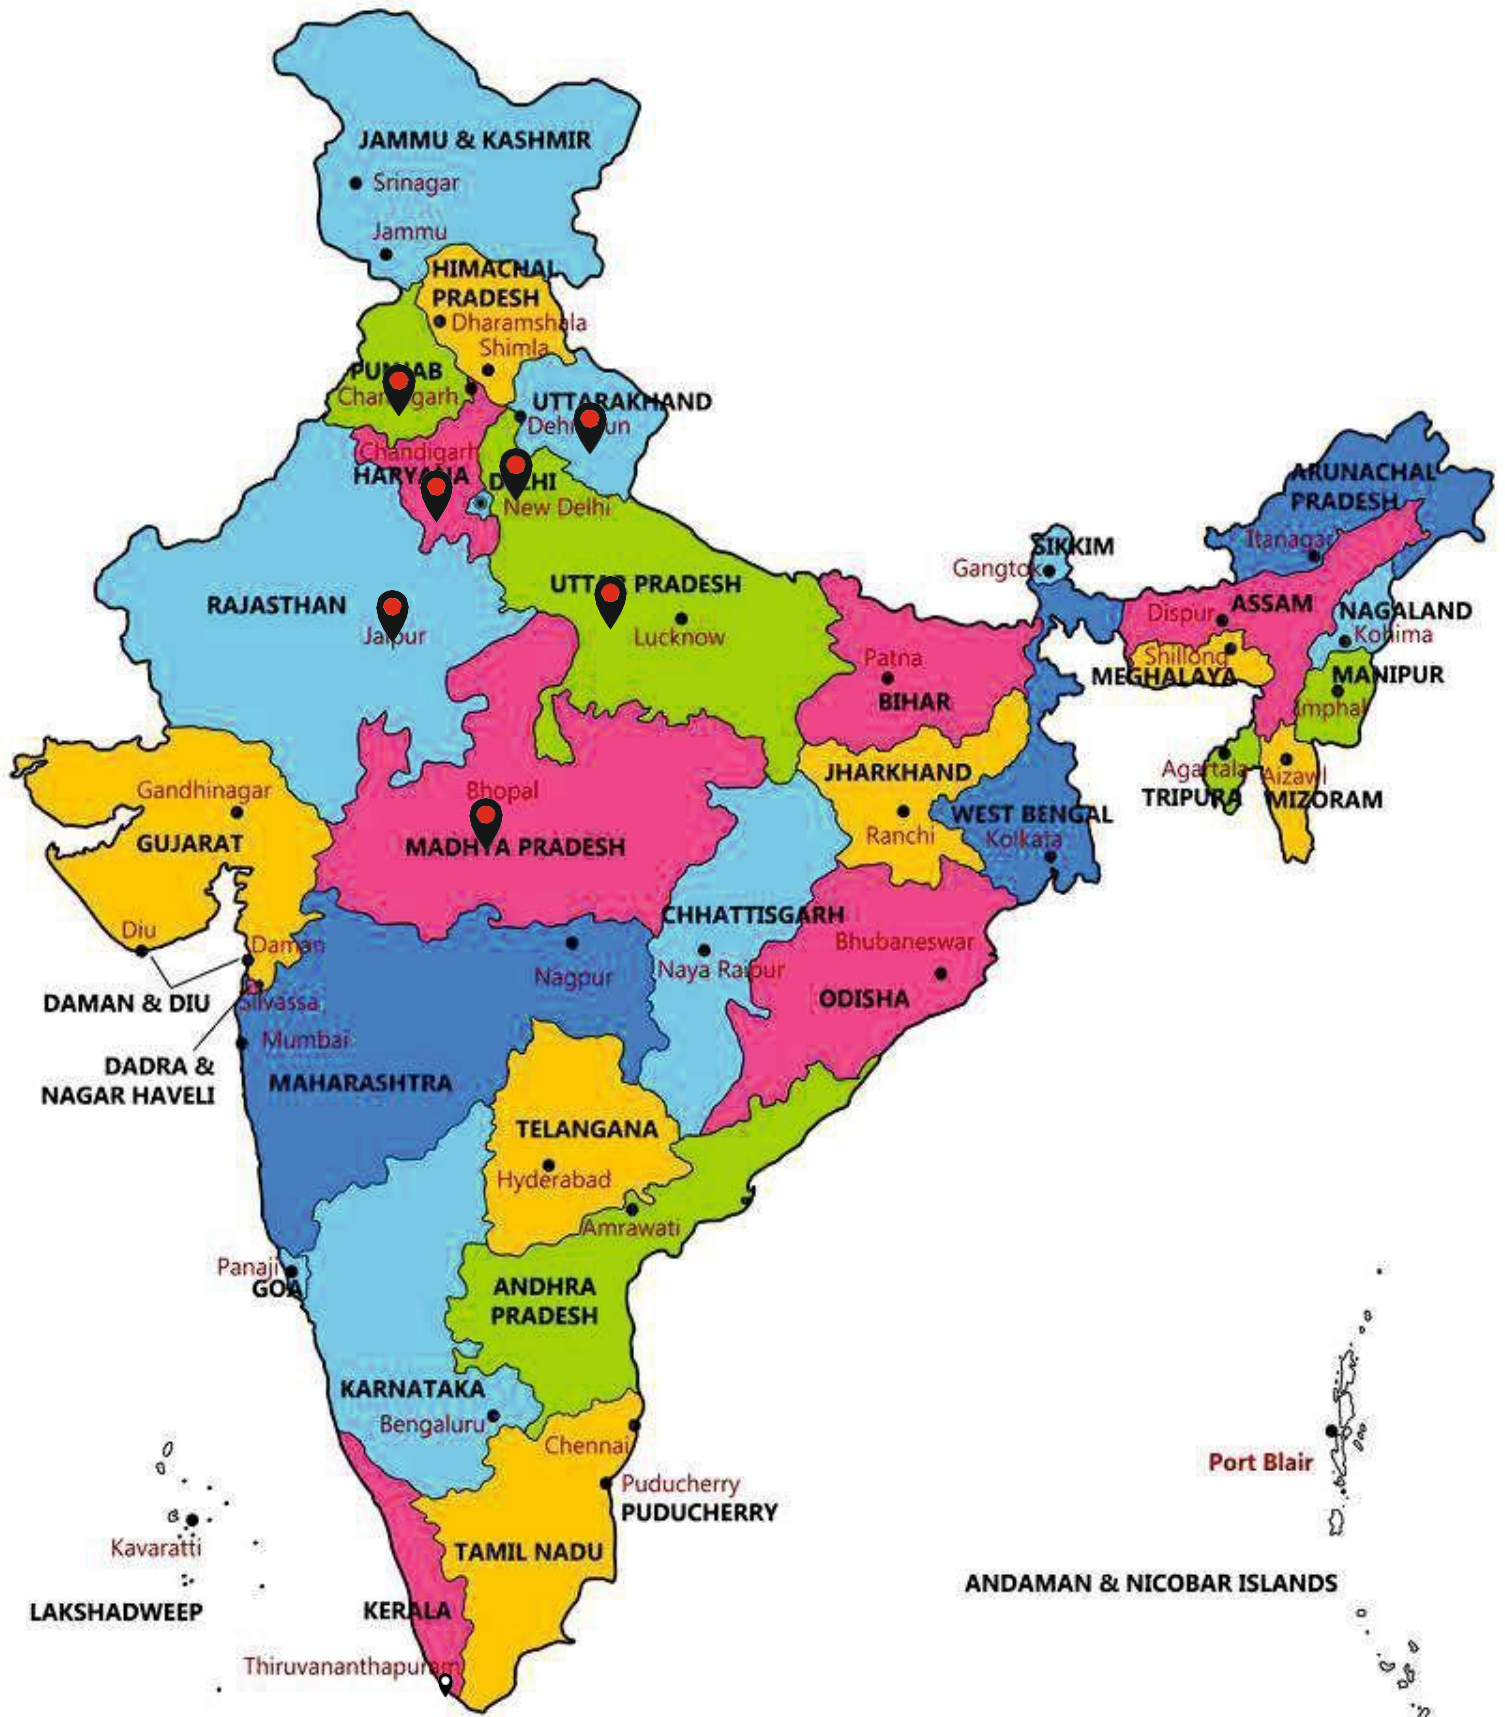 JAMMU & KASHMIR
Srinagar
Jammu
HIMACHAL
PRADESH
Dharamshala
Shimla
PUNJAB
Chandigarh
UTTARAKHAND
Dehradun
Chandigarh
HARYANA
DELHI
New Delhi
ARUNACHAL
PRADESH
Itanagar
SIKKIM
Gangtok
RAJASTHAN
Jaipur
UTTAR PRADESH
Lucknow
Dispur
ASSAM
NAGALAND
Kohima
Patna
BIHAR
Shillong
MEGHALAYA
MANIPUR
Imphal
Agartala
TRIPURA
Aizawl
MIZORAM
Gandhinagar
GUJARAT
Bhopal
MADHYA PRADESH
JHARKHAND
Ranchi
WEST BENGAL
Kolkata
Diu
Daman
DAMAN & DIU
Silvassa
DADRA &
NAGAR HAVELI
Mumbai
MAHARASHTRA
Nagpur
CHHATTISGARH
Naya Raipur
Bhubaneswar
ODISHA
TELANGANA
Hyderabad
Amrawati
Panaji
GOA
ANDHRA
PRADESH
KARNATAKA
Bengaluru
Chennai
Puducherry
PUDUCHERRY
Port Blair
ANDAMAN & NICOBAR ISLANDS
Kavaratti
LAKSHADWEEP
TAMIL NADU
KERALA
Thiruvananthapuram